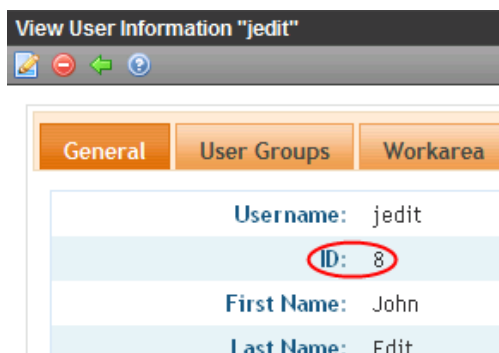 View User Information "jedit"
General User Groups Workarea
Username: jedit
ID: 8
First Name: John
Last Name: Edit